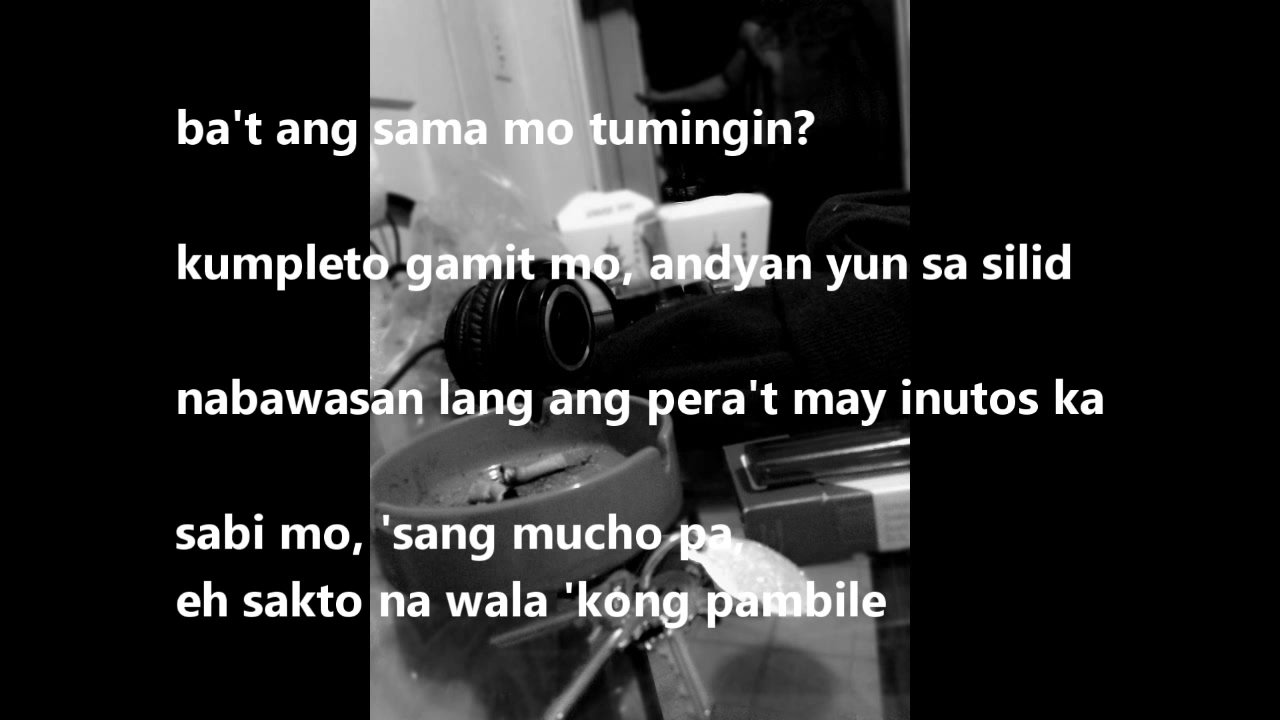 ba't ang sama mo tumingin?
kumpleto gamit mo, andyan yun sa silid
nabawasan lang ang pera't may inutos ka
sabi mo, 'sang mucho pa,
eh sakto na wala 'kong pambile